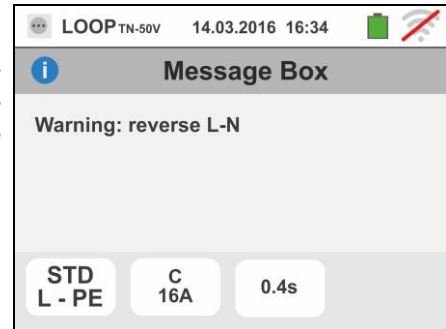 LOOP TN-50V 14.03.2016 16:34
i Message Box
Warning: reverse L-N
STD C 0.4s
L - PE 16A